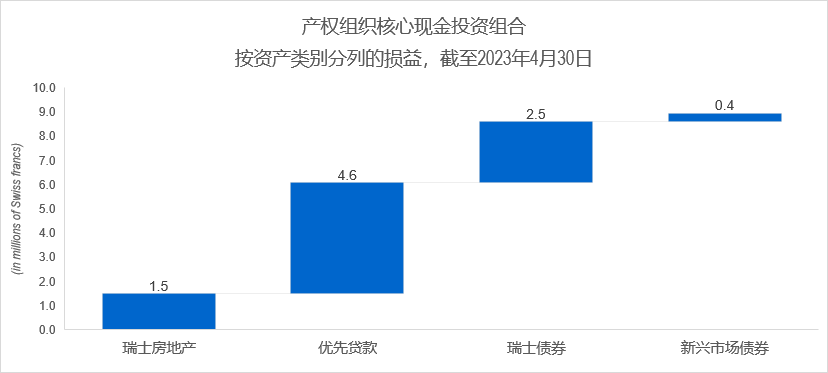 产权组织核心现金投资组合
按资产类别分列的损益，截至2023年4月30日
(in millions of Swiss francs)
10.0
9.0
8.0
7.0
6.0
5.0
4.0
3.0
2.0
1.0
0.0
1.5
4.6
2.5
0.4
瑞士房地产
优先贷款
瑞士债券
新兴市场债券